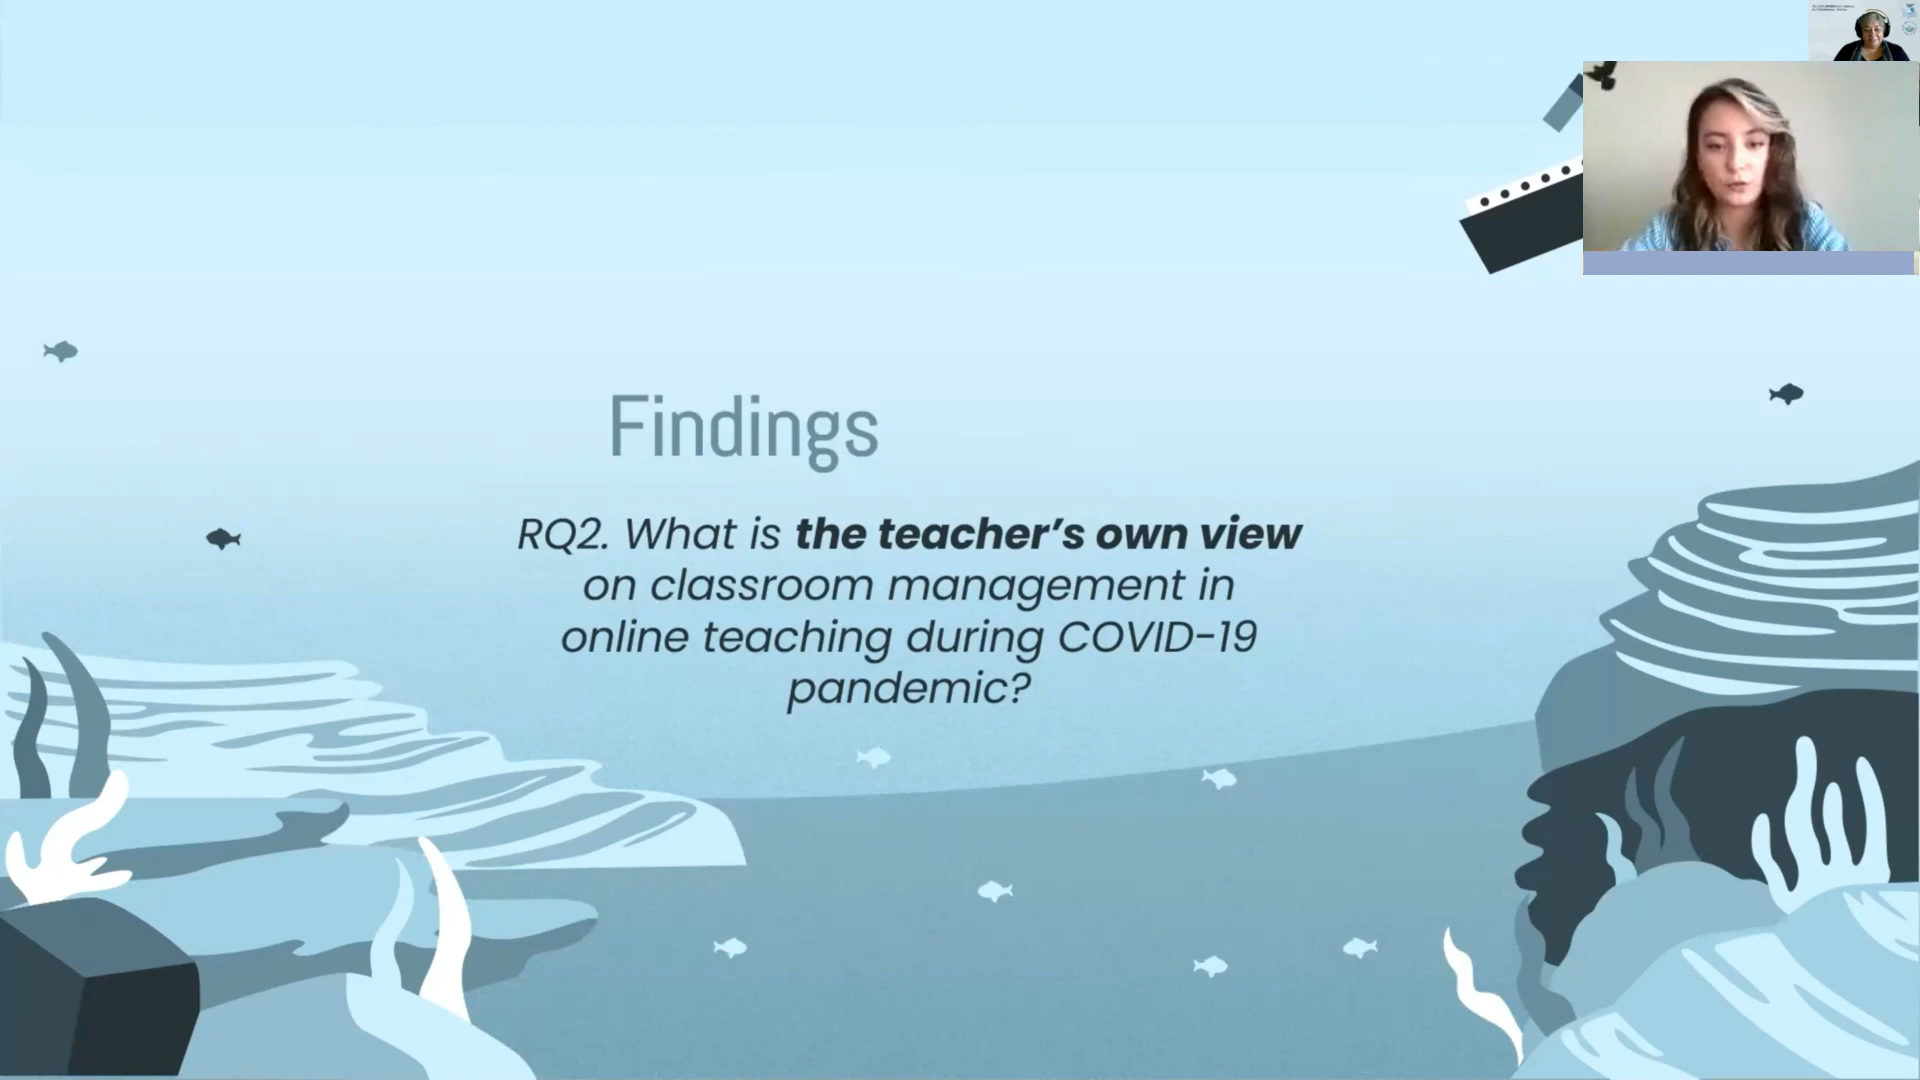 Findings
RQ2. What is the teacher's own view
on classroom management in
online teaching during COVID-19
pandemic?